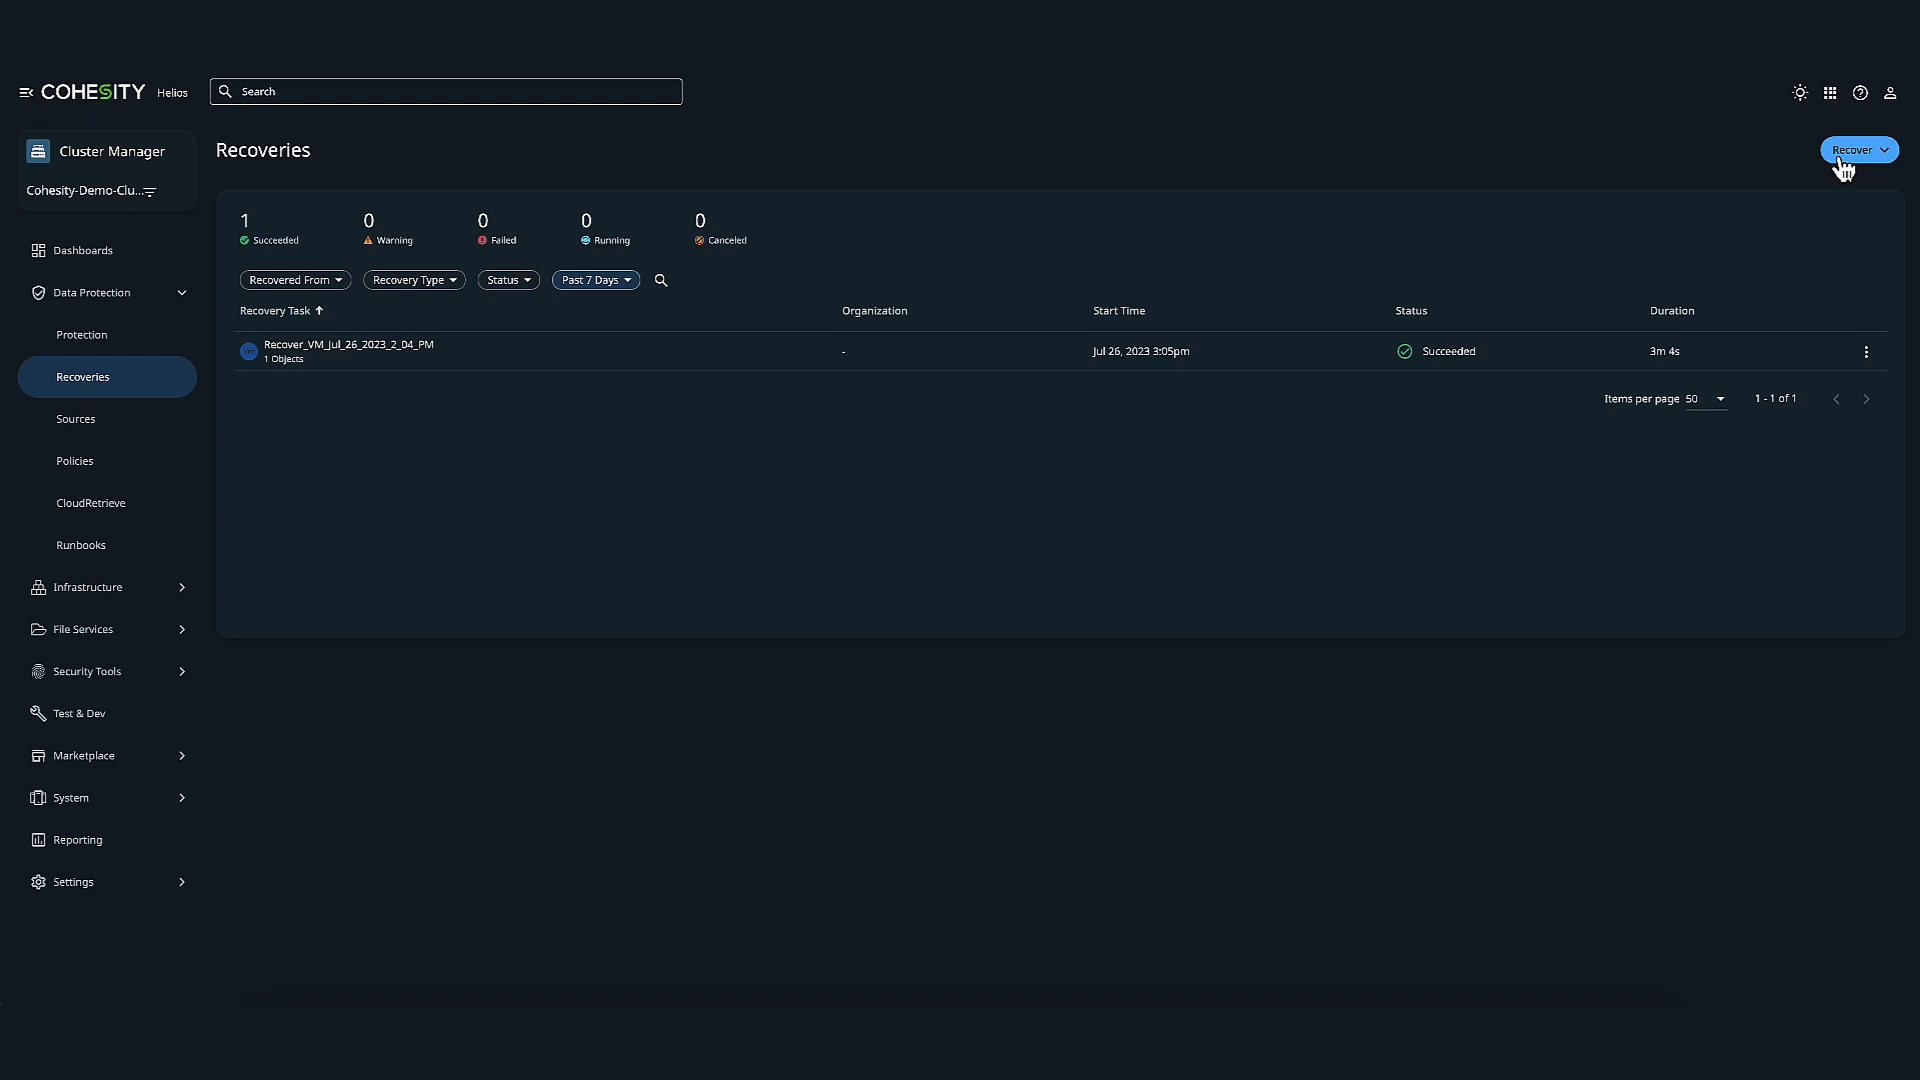 COHESITY Helios
Search
Cluster Manager
Cohesity-Demo-Clu...
Dashboards
Data Protection
Protection
Recoveries
Sources
Policies
CloudRetrieve
Runbooks
Infrastructure
File Services
Security Tools
Test & Dev
Marketplace
System
Reporting
Settings
Recoveries
Recover
1
Succeeded
0
Warning
0
Failed
0
Running
0
Canceled
Recovered From
Recovery Type
Status
Past 7 Days
Recovery Task Organization Start Time Status Duration
Recover_VM_Jul_26_2023_2_04_PM
1 Objects
- Jul 26, 2023 3:05pm Succeeded 3m 4s
Items per page 50 1 - 1 of 1